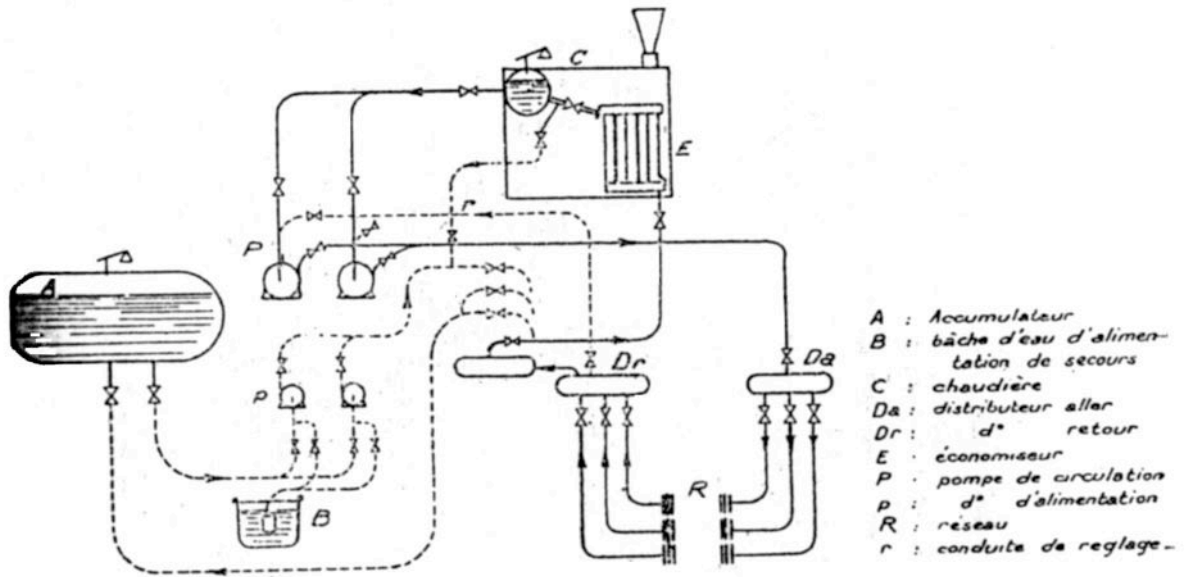 C
E
r
P
A
Dr
Da
p
R
B
A : Accumulateur
B : bâche d'eau d'alimen-
tation de secours
C : chaudière
Da : distributeur aller
Dr : d° retour
E · économiseur
P · pompe de circulation
p : d° d'alimentation
R : réseau
r : conduite de reglage-